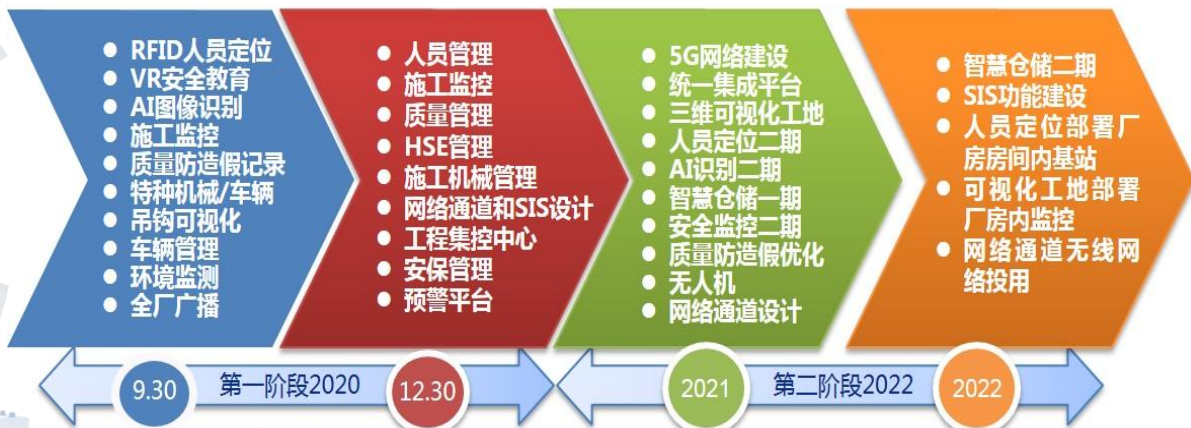 RFID人员定位
VR安全教育
AI图像识别
施工监控
质量防造假记录
特种机械/车辆
吊钩可视化
车辆管理
环境监测
全厂广播
人员管理
施工监控
质量管理
HSE管理
施工机械管理
网络通道和SIS设计
工程集控中心
安保管理
预警平台
5G网络建设
统一集成平台
三维可视化工地
人员定位二期
AI识别二期
智慧仓储一期
安全监控二期
质量防造假优化
无人机
网络通道设计
智慧仓储二期
SIS功能建设
人员定位部署厂
房房间内基站
可视化工地部署
厂房内监控
网络通道无线网
络投用
9.30
第一阶段2020
12.30
2021
第二阶段2022
2022